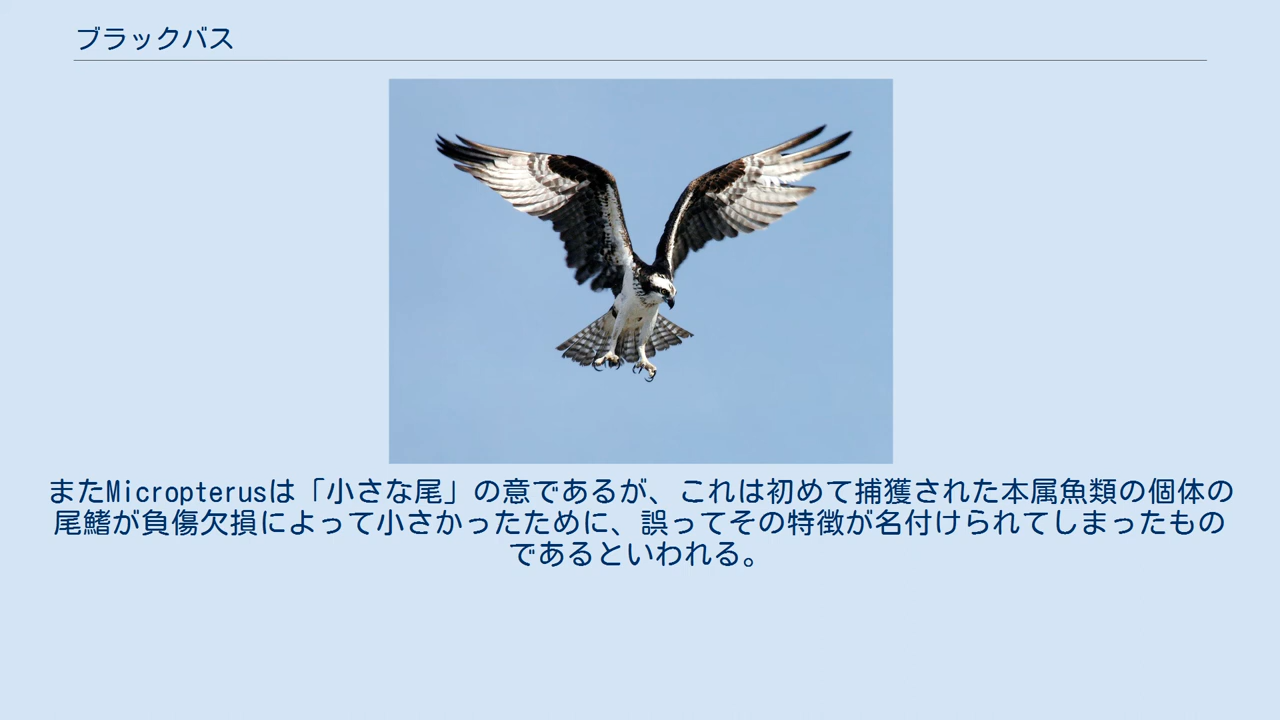 ブラックバス
またMicropterusは「小さな尾」の意であるが、これは初めて捕獲された本属魚類の個体の
尾鰭が負傷欠損によって小さかったために、誤ってその特徴が名付けられてしまったもの
であるといわれる。